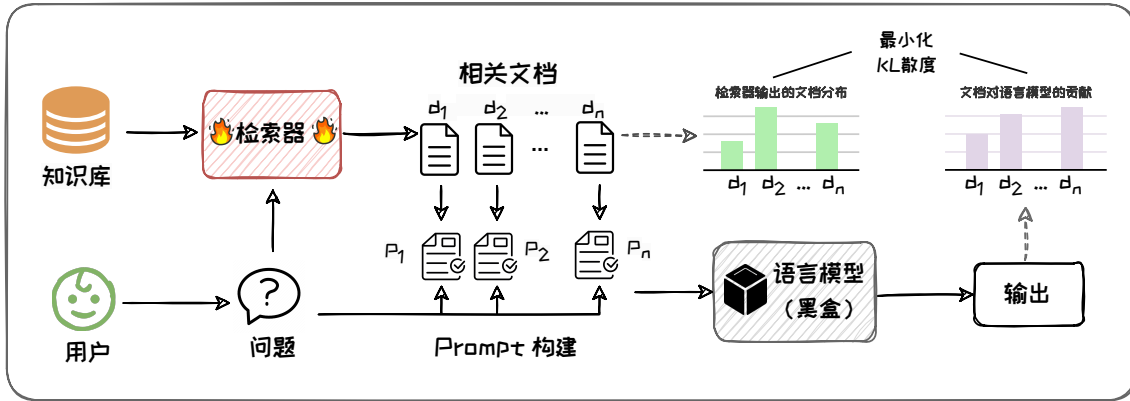 最小化
KL散度
相关文档
检索器输出的文档分布
文档对语言模型的贡献
d1 d2 ... dn
检索器
...
知识库
d1 d2 ... dn
d1 d2 ... dn
P1 P2 Pn
?
语言模型
(黑盒)
输出
用户
问题
Prompt 构建